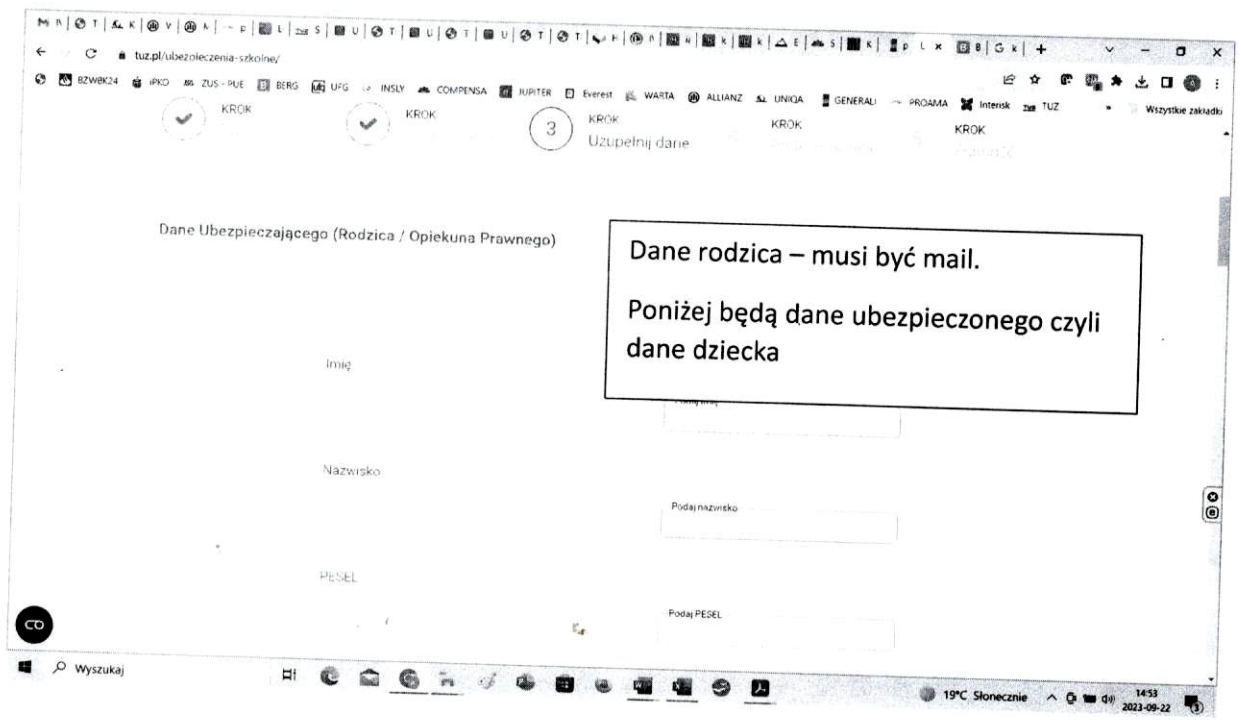 tuz.pl/ubezpieczenia-szkolne/
BZWBK24 iPKO ZUS - PUE BERG UFG INSLY COMPENSA JUPITER Everest WARTA ALLIANZ UNIQA GENERALI PROAMA Interisk TUZ Wszystkie zakładki
KROK KROK 3 KROK KROK KROK
Uzupełnij dane
Dane Ubezpieczającego (Rodzica / Opiekuna Prawnego)
Dane rodzica – musi być mail.
Poniżej będą dane ubezpieczonego czyli
dane dziecka
Imię
Nazwisko
Podaj nazwisko
PESEL
Podaj PESEL
Wyszukaj
19°C Słonecznie 14:53
2023-09-22